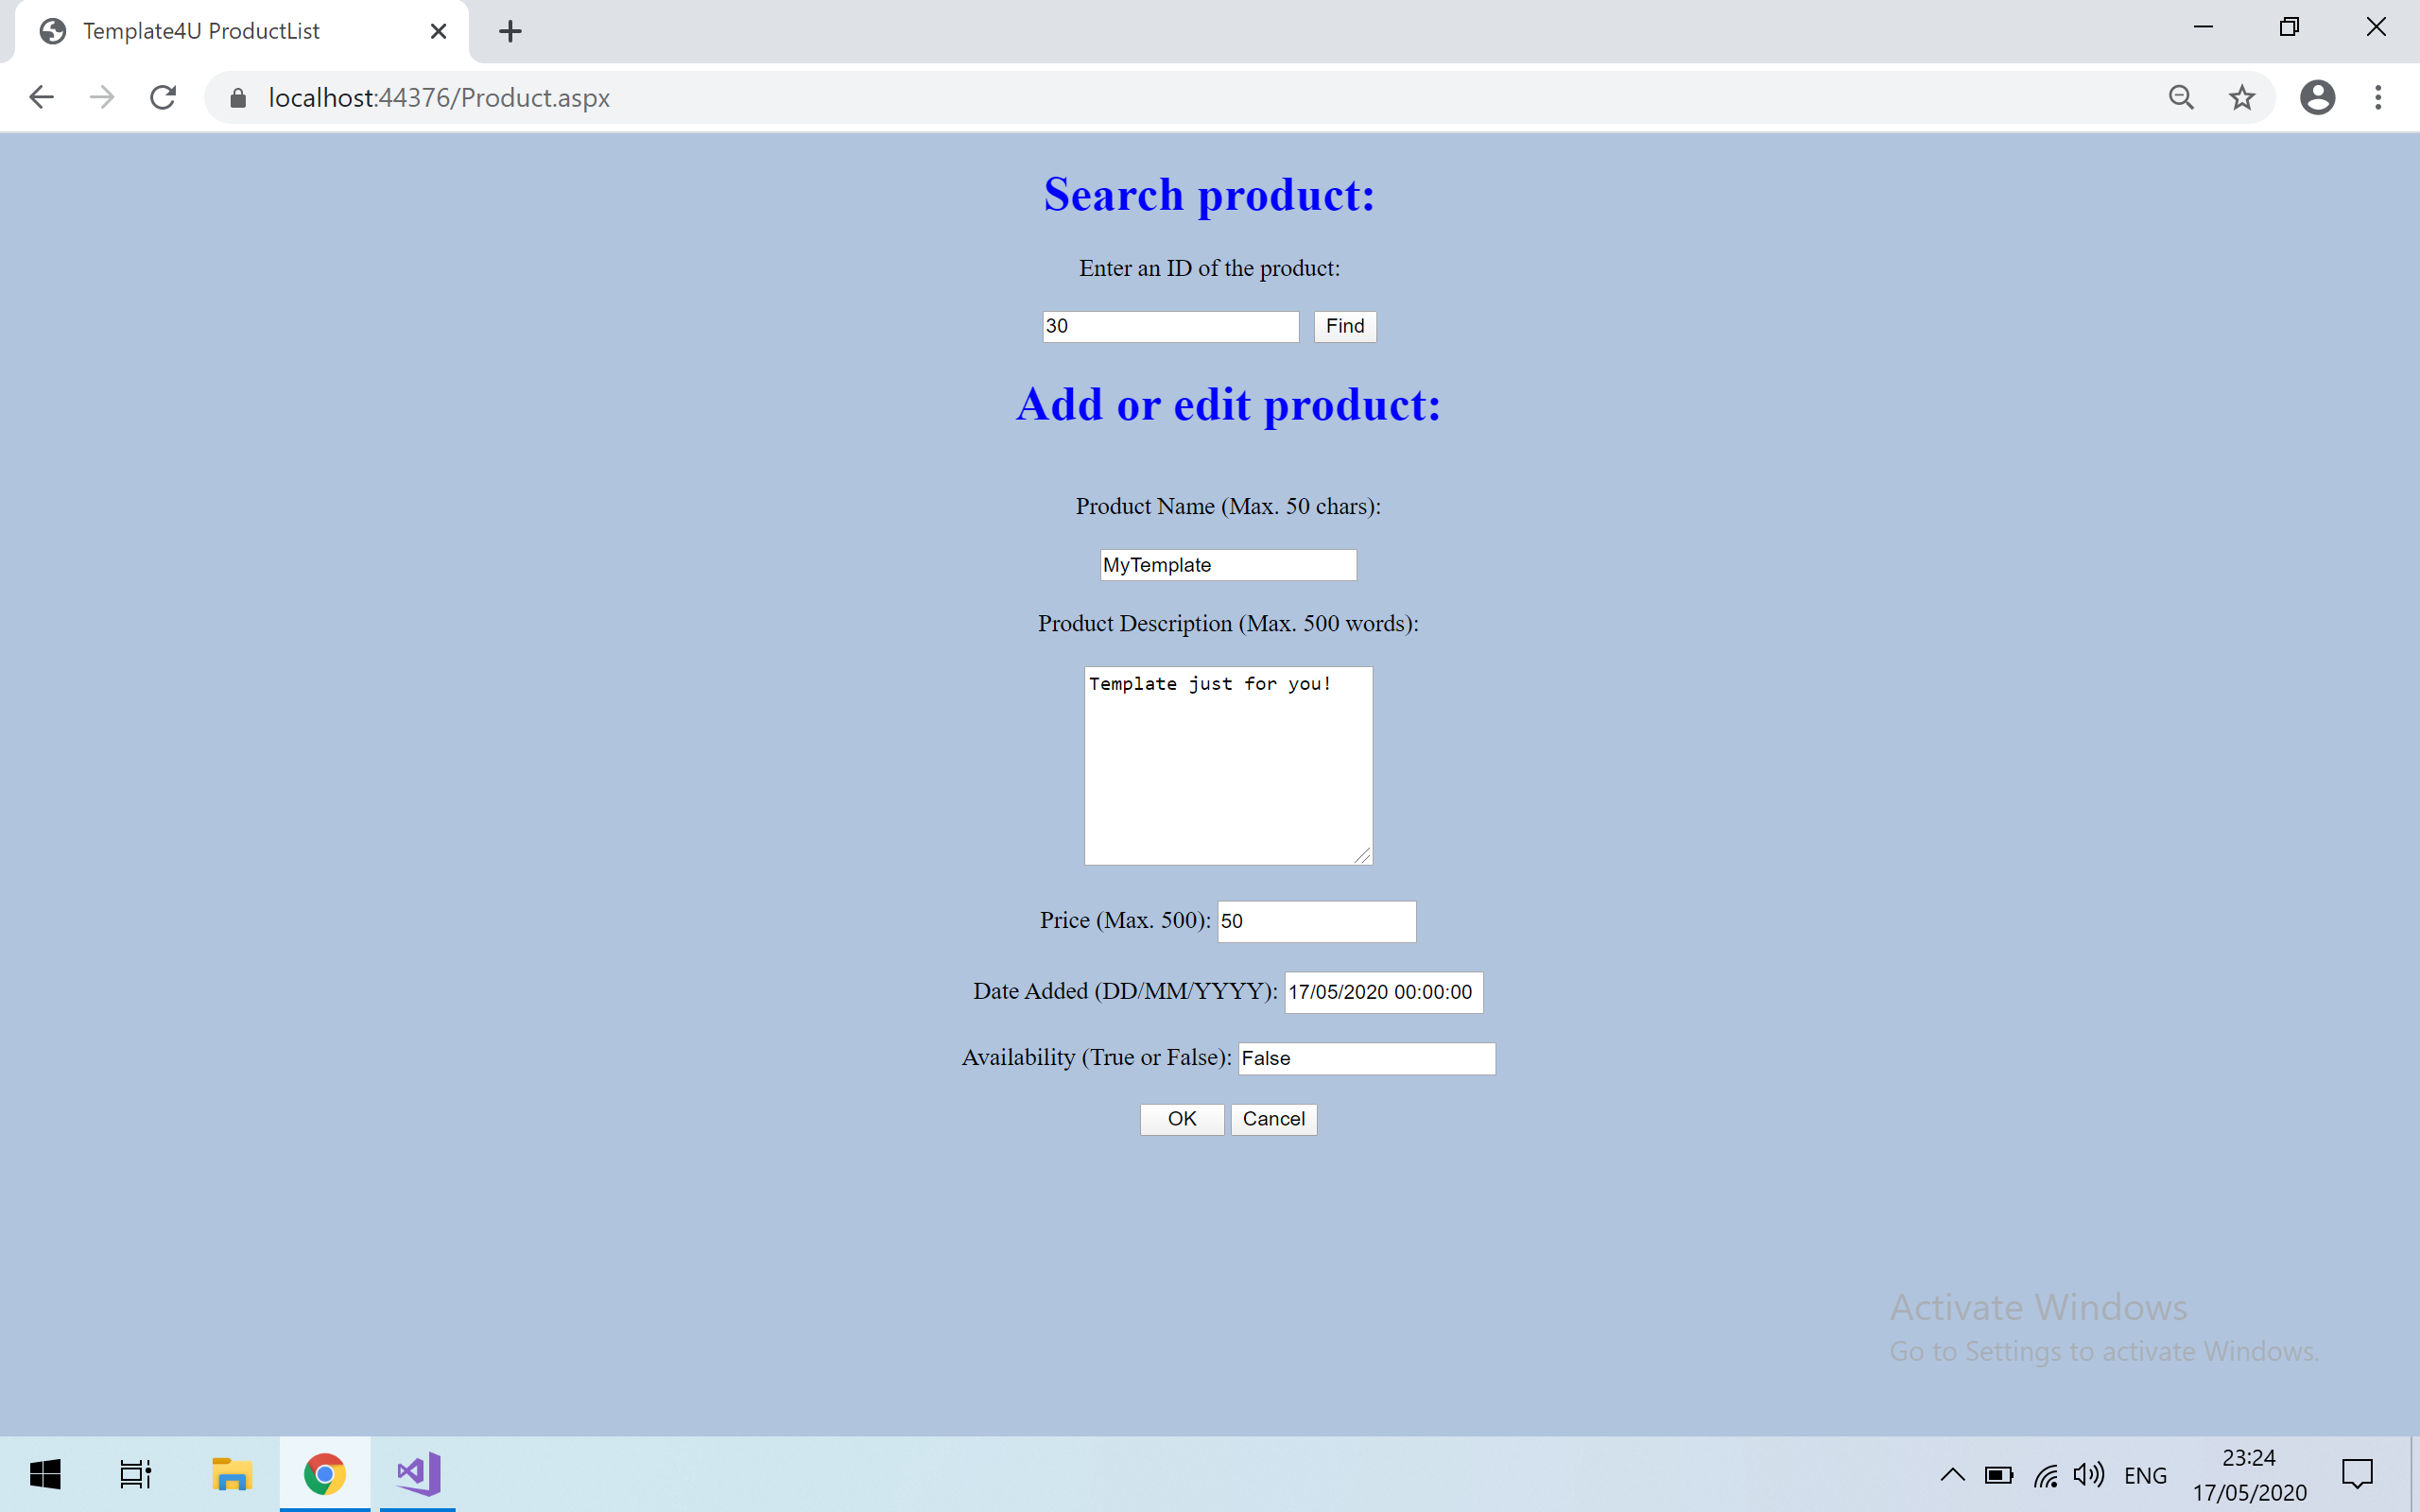 Template4U ProductList
localhost:44376/Product.aspx
Search product:
Enter an ID of the product:
30 Find
Add or edit product:
Product Name (Max. 50 chars):
MyTemplate
Product Description (Max. 500 words):
Template just for you!
Price (Max. 500): 50
Date Added (DD/MM/YYYY): 17/05/2020 00:00:00
Availability (True or False): False
OK Cancel
Activate Windows
Go to Settings to activate Windows.
ENG
23:24
17/05/2020